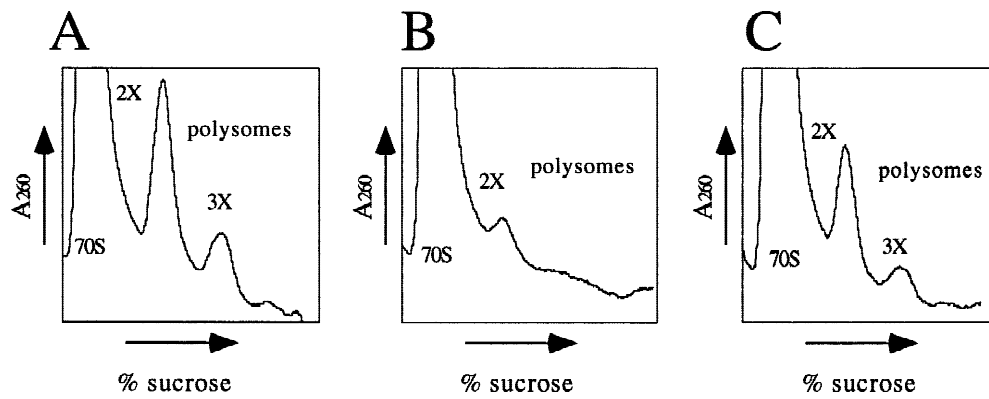 A
2X
polysomes
3X
70S
A260
% sucrose
B
polysomes
2X
70S
A260
% sucrose
C
2X
polysomes
3X
70S
A260
% sucrose